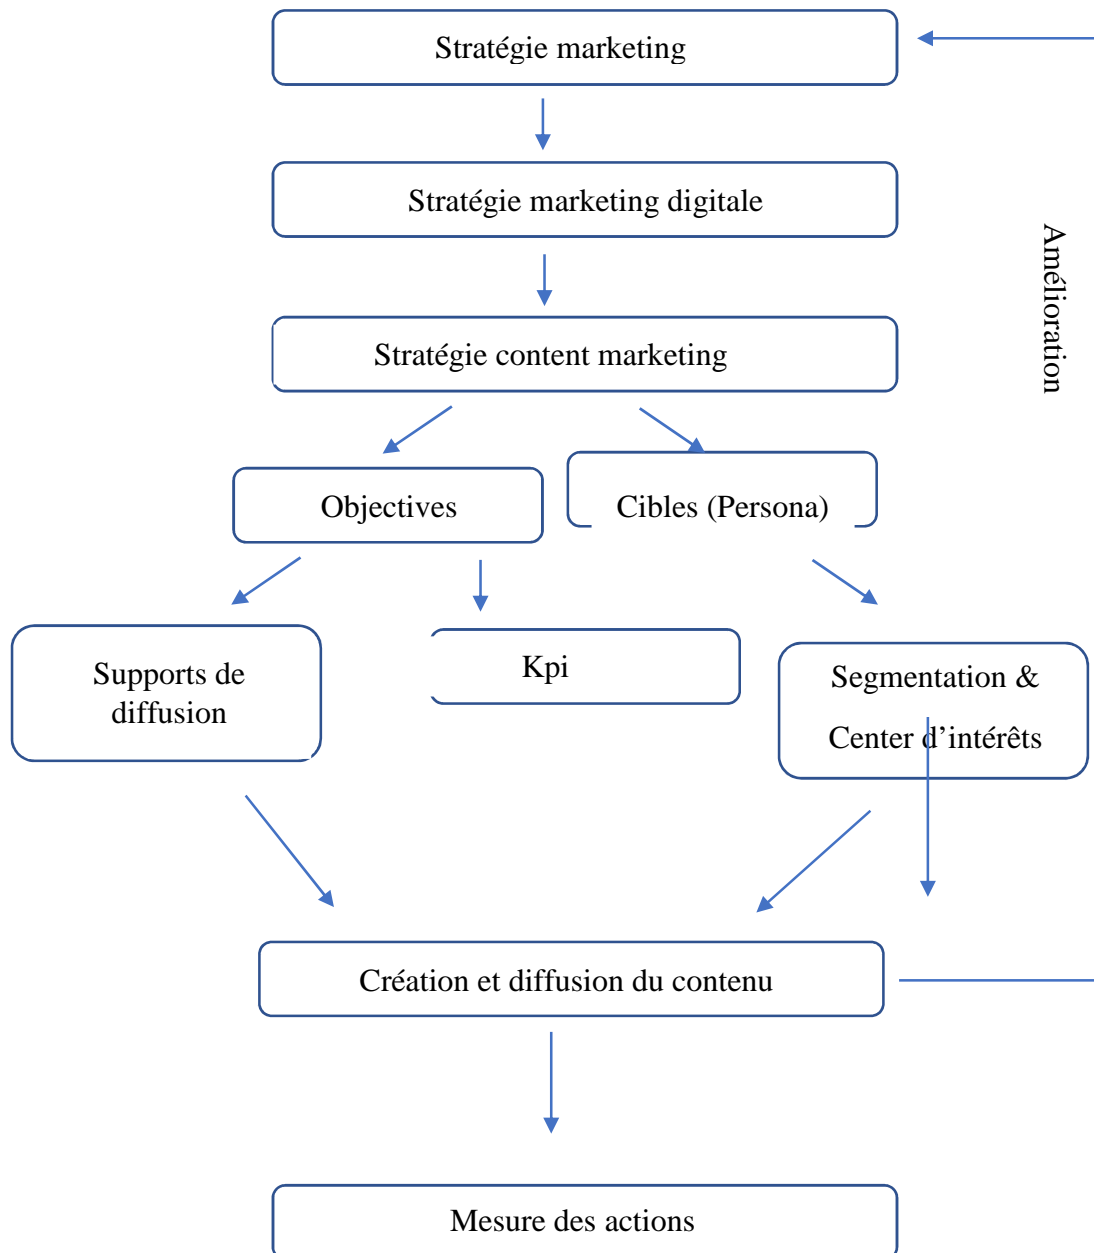 Stratégie marketing
Stratégie marketing digitale
Amélioration
Stratégie content marketing
Objectives
Cibles (Persona)
Supports de
diffusion
Kpi
Segmentation &
Center d’intérêts
Création et diffusion du contenu
Mesure des actions